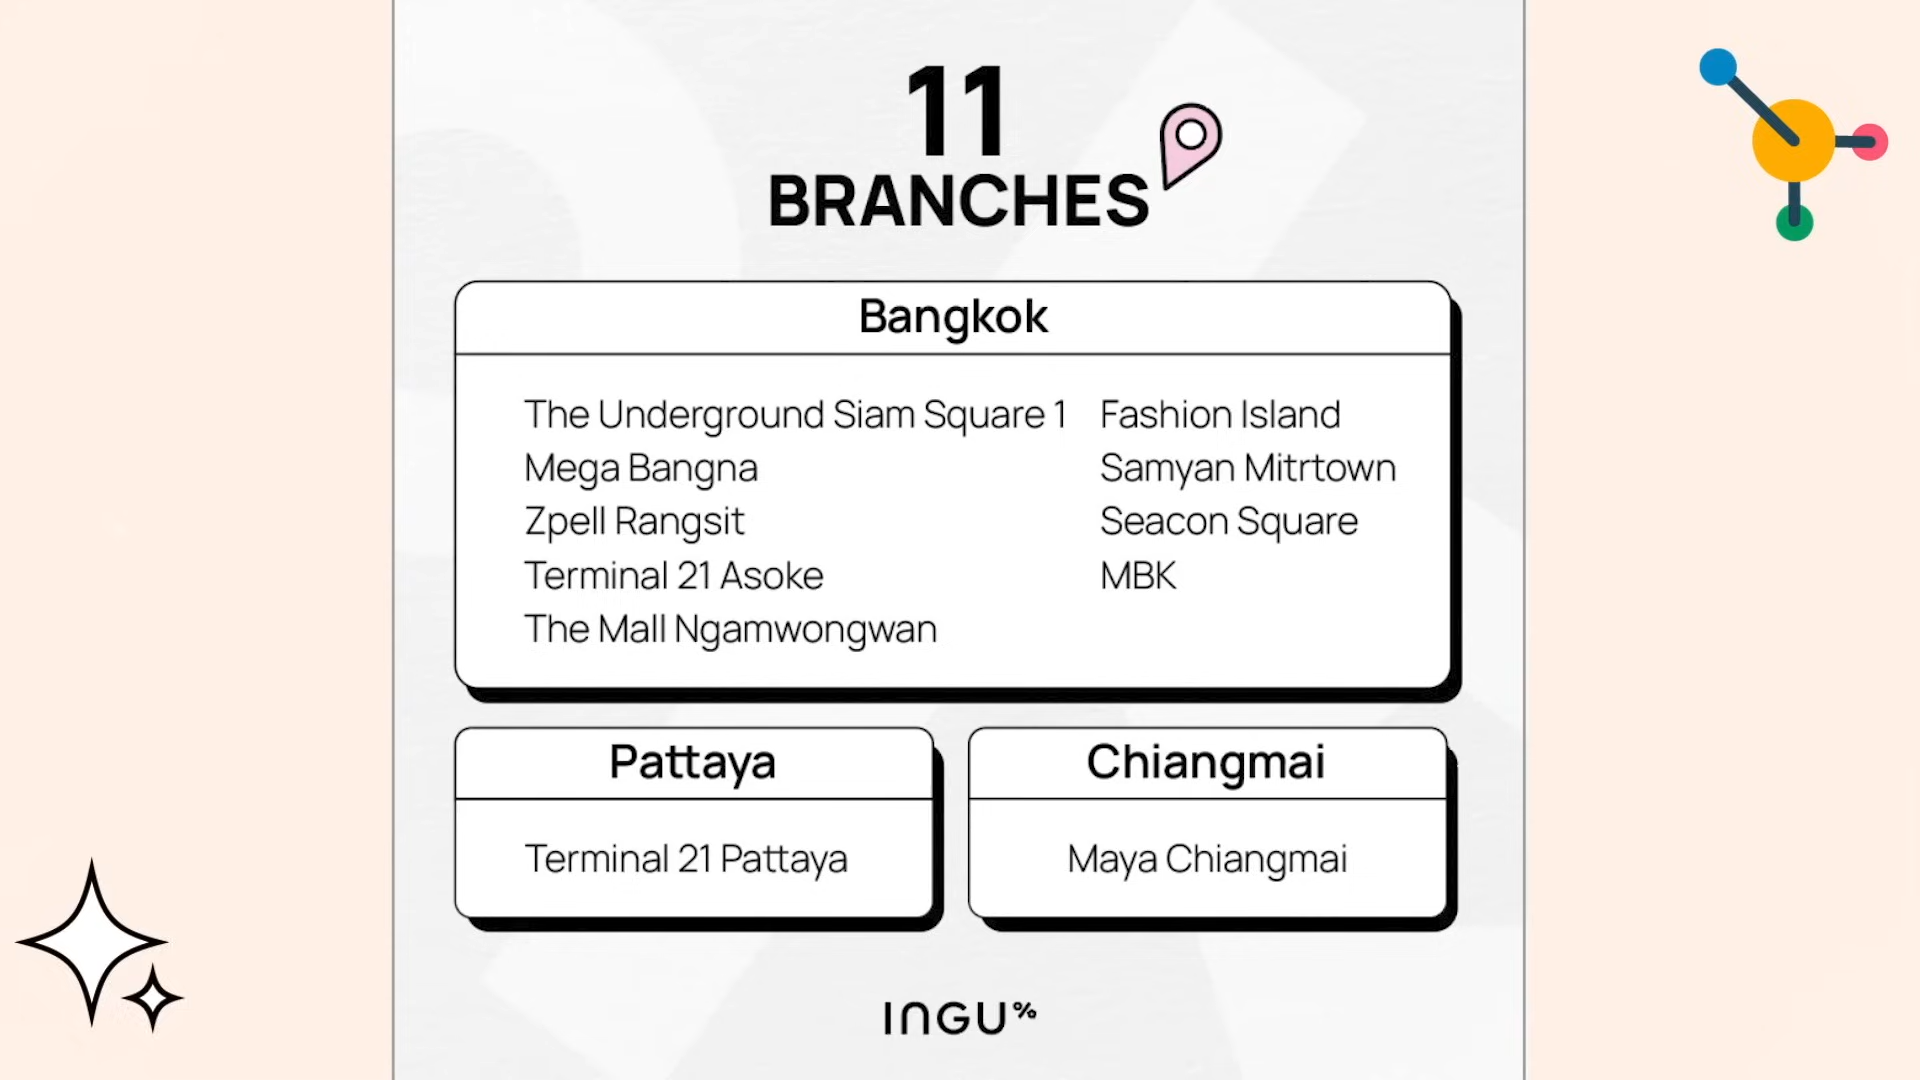 11
BRANCHES
Bangkok
The Underground Siam Square 1
Mega Bangna
Zpell Rangsit
Terminal 21 Asoke
The Mall Ngamwongwan
Fashion Island
Samyan Mitrtown
Seacon Square
MBK
Pattaya
Terminal 21 Pattaya
Chiangmai
Maya Chiangmai
INGU%